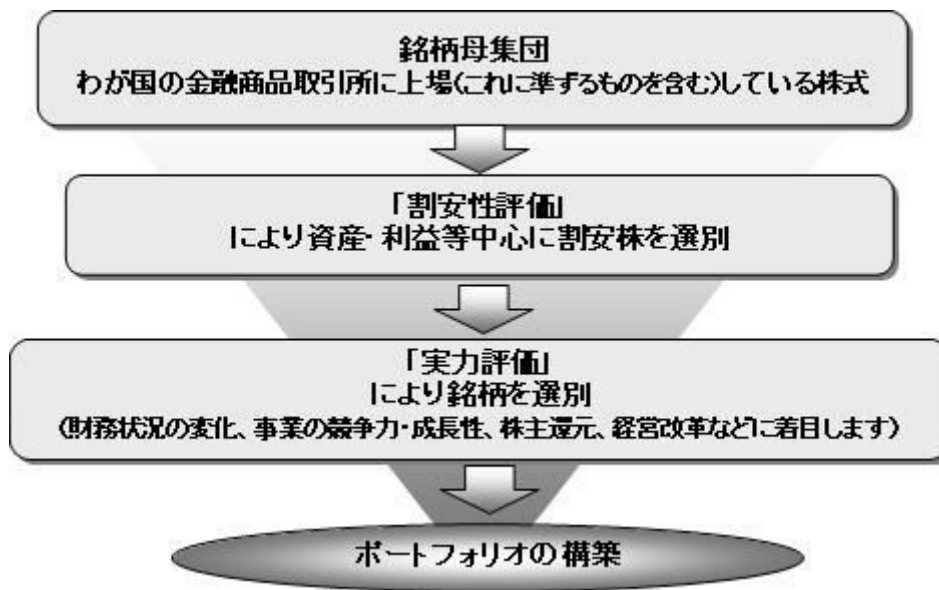 銘柄母集団
わが国の金融商品取引所に上場(これに準ずるものを含む)している株式
「割安性評価」
により資産・利益等中心に割安株を選別
「実力評価」
により銘柄を選別
(財務状況の変化、事業の競争力・成長性、株主還元、経営改革などに着目します)
ポートフォリオの構築